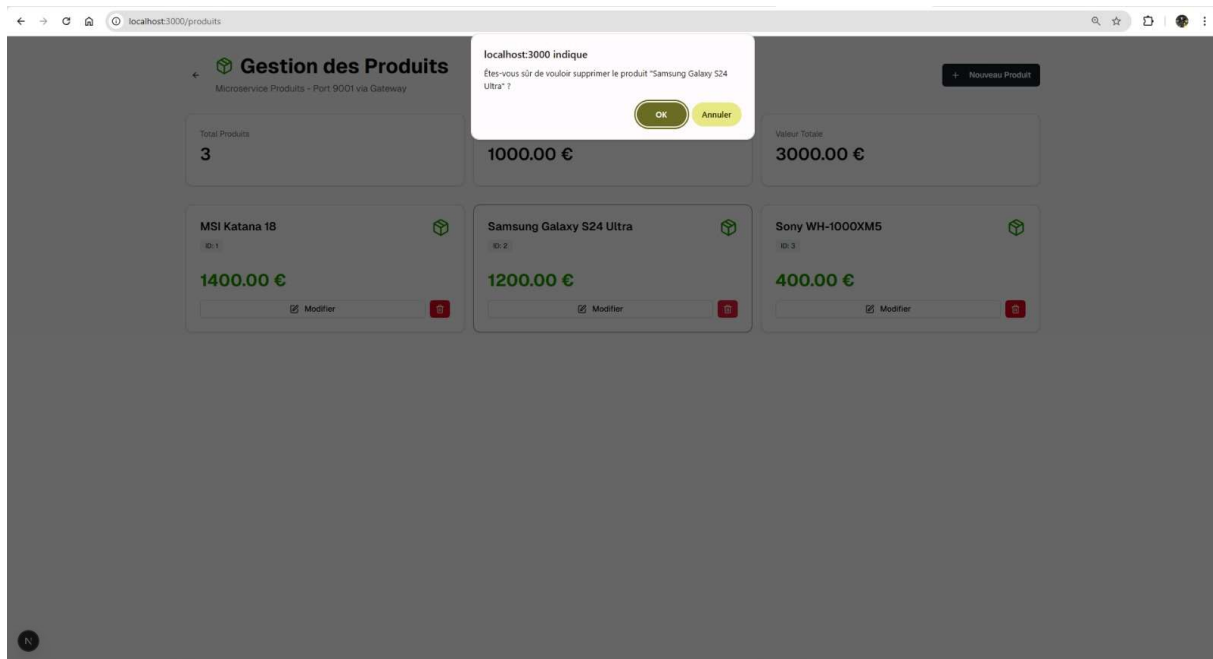 localhost:3000/produits
localhost:3000 indique
Êtes-vous sûr de vouloir supprimer le produit "Samsung Galaxy S24
Ultra" ?
OK
Annuler
Gestion des Produits
Microservice Produits - Port 9001 via Gateway
+ Nouveau Produit
Total Produits
3
1000.00 €
Valeur Totale
3000.00 €
MSI Katana 18
ID: 1
1400.00 €
Modifier
Samsung Galaxy S24 Ultra
ID: 2
1200.00 €
Modifier
Sony WH-1000XM5
ID: 3
400.00 €
Modifier
N